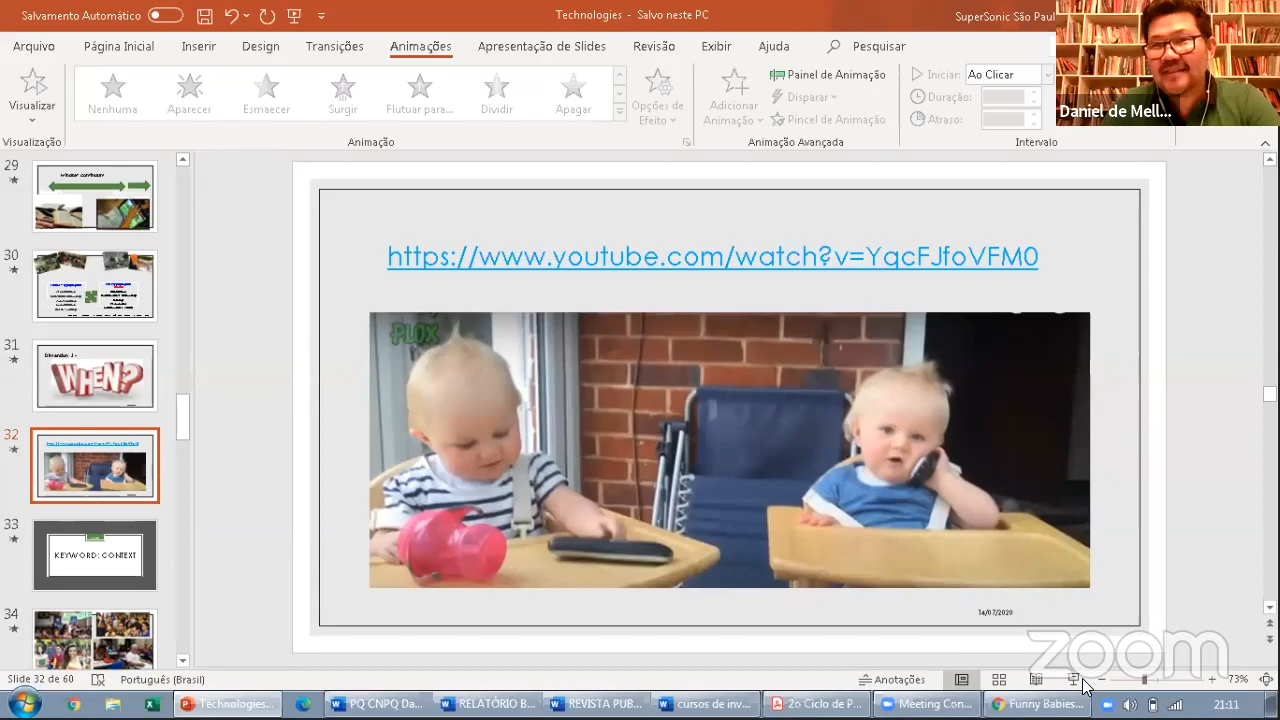 Salvamento Automático
Technologies - Salvo neste PC
SuperSonic São Paul
Arquivo Página Inicial Inserir Design Transições Animações Apresentação de Slides Revisão Exibir Ajuda Pesquisar
Visualizar
Nenhuma Aparecer Esmaecer Surgir Flutuar para... Dividir Apagar
Opções de Efeito
Adicionar Animação
Painel de Animação
Disparar
Pincel de Animação
Iniciar: Ao Clicar
Duração:
Atraso:
Daniel de Mell...
Visualização Animação Animação Avançada Intervalo
29
30
31
WHEN?
32
33
KEYWORD: CONTEXT
34
https://www.youtube.com/watch?v=YqcFJfoVFM0
PLOX
14/07/2020
zoom
Slide 32 de 60 Português (Brasil) Anotações 73%
Technologies... PQ CNPQ Da... RELATÓRIO B... REVISTA PUB... cursos de inv... 2o Ciclo de P... Meeting Con... Funny Babies... 21:11